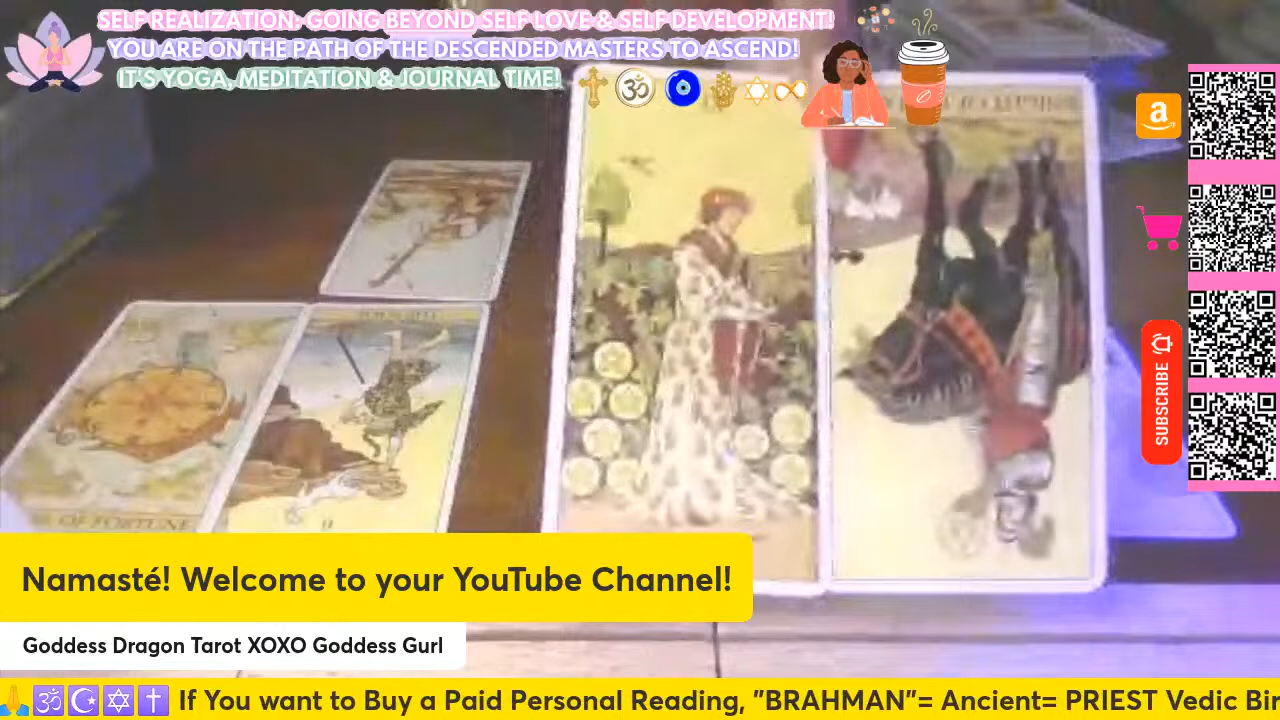 SELF REALIZATION: GOING BEYOND SELF LOVE & SELF DEVELOPMENT!
YOU ARE ON THE PATH OF THE DESCENDED MASTERS TO ASCEND!
IT'S YOGA, MEDITATION & JOURNAL TIME!
SUBSCRIBE
OF FORTUNE
Namasté! Welcome to your YouTube Channel!
Goddess Dragon Tarot XOXO Goddess Gurl
If You want to Buy a Paid Personal Reading, "BRAHMAN"= Ancient= PRIEST Vedic Bir